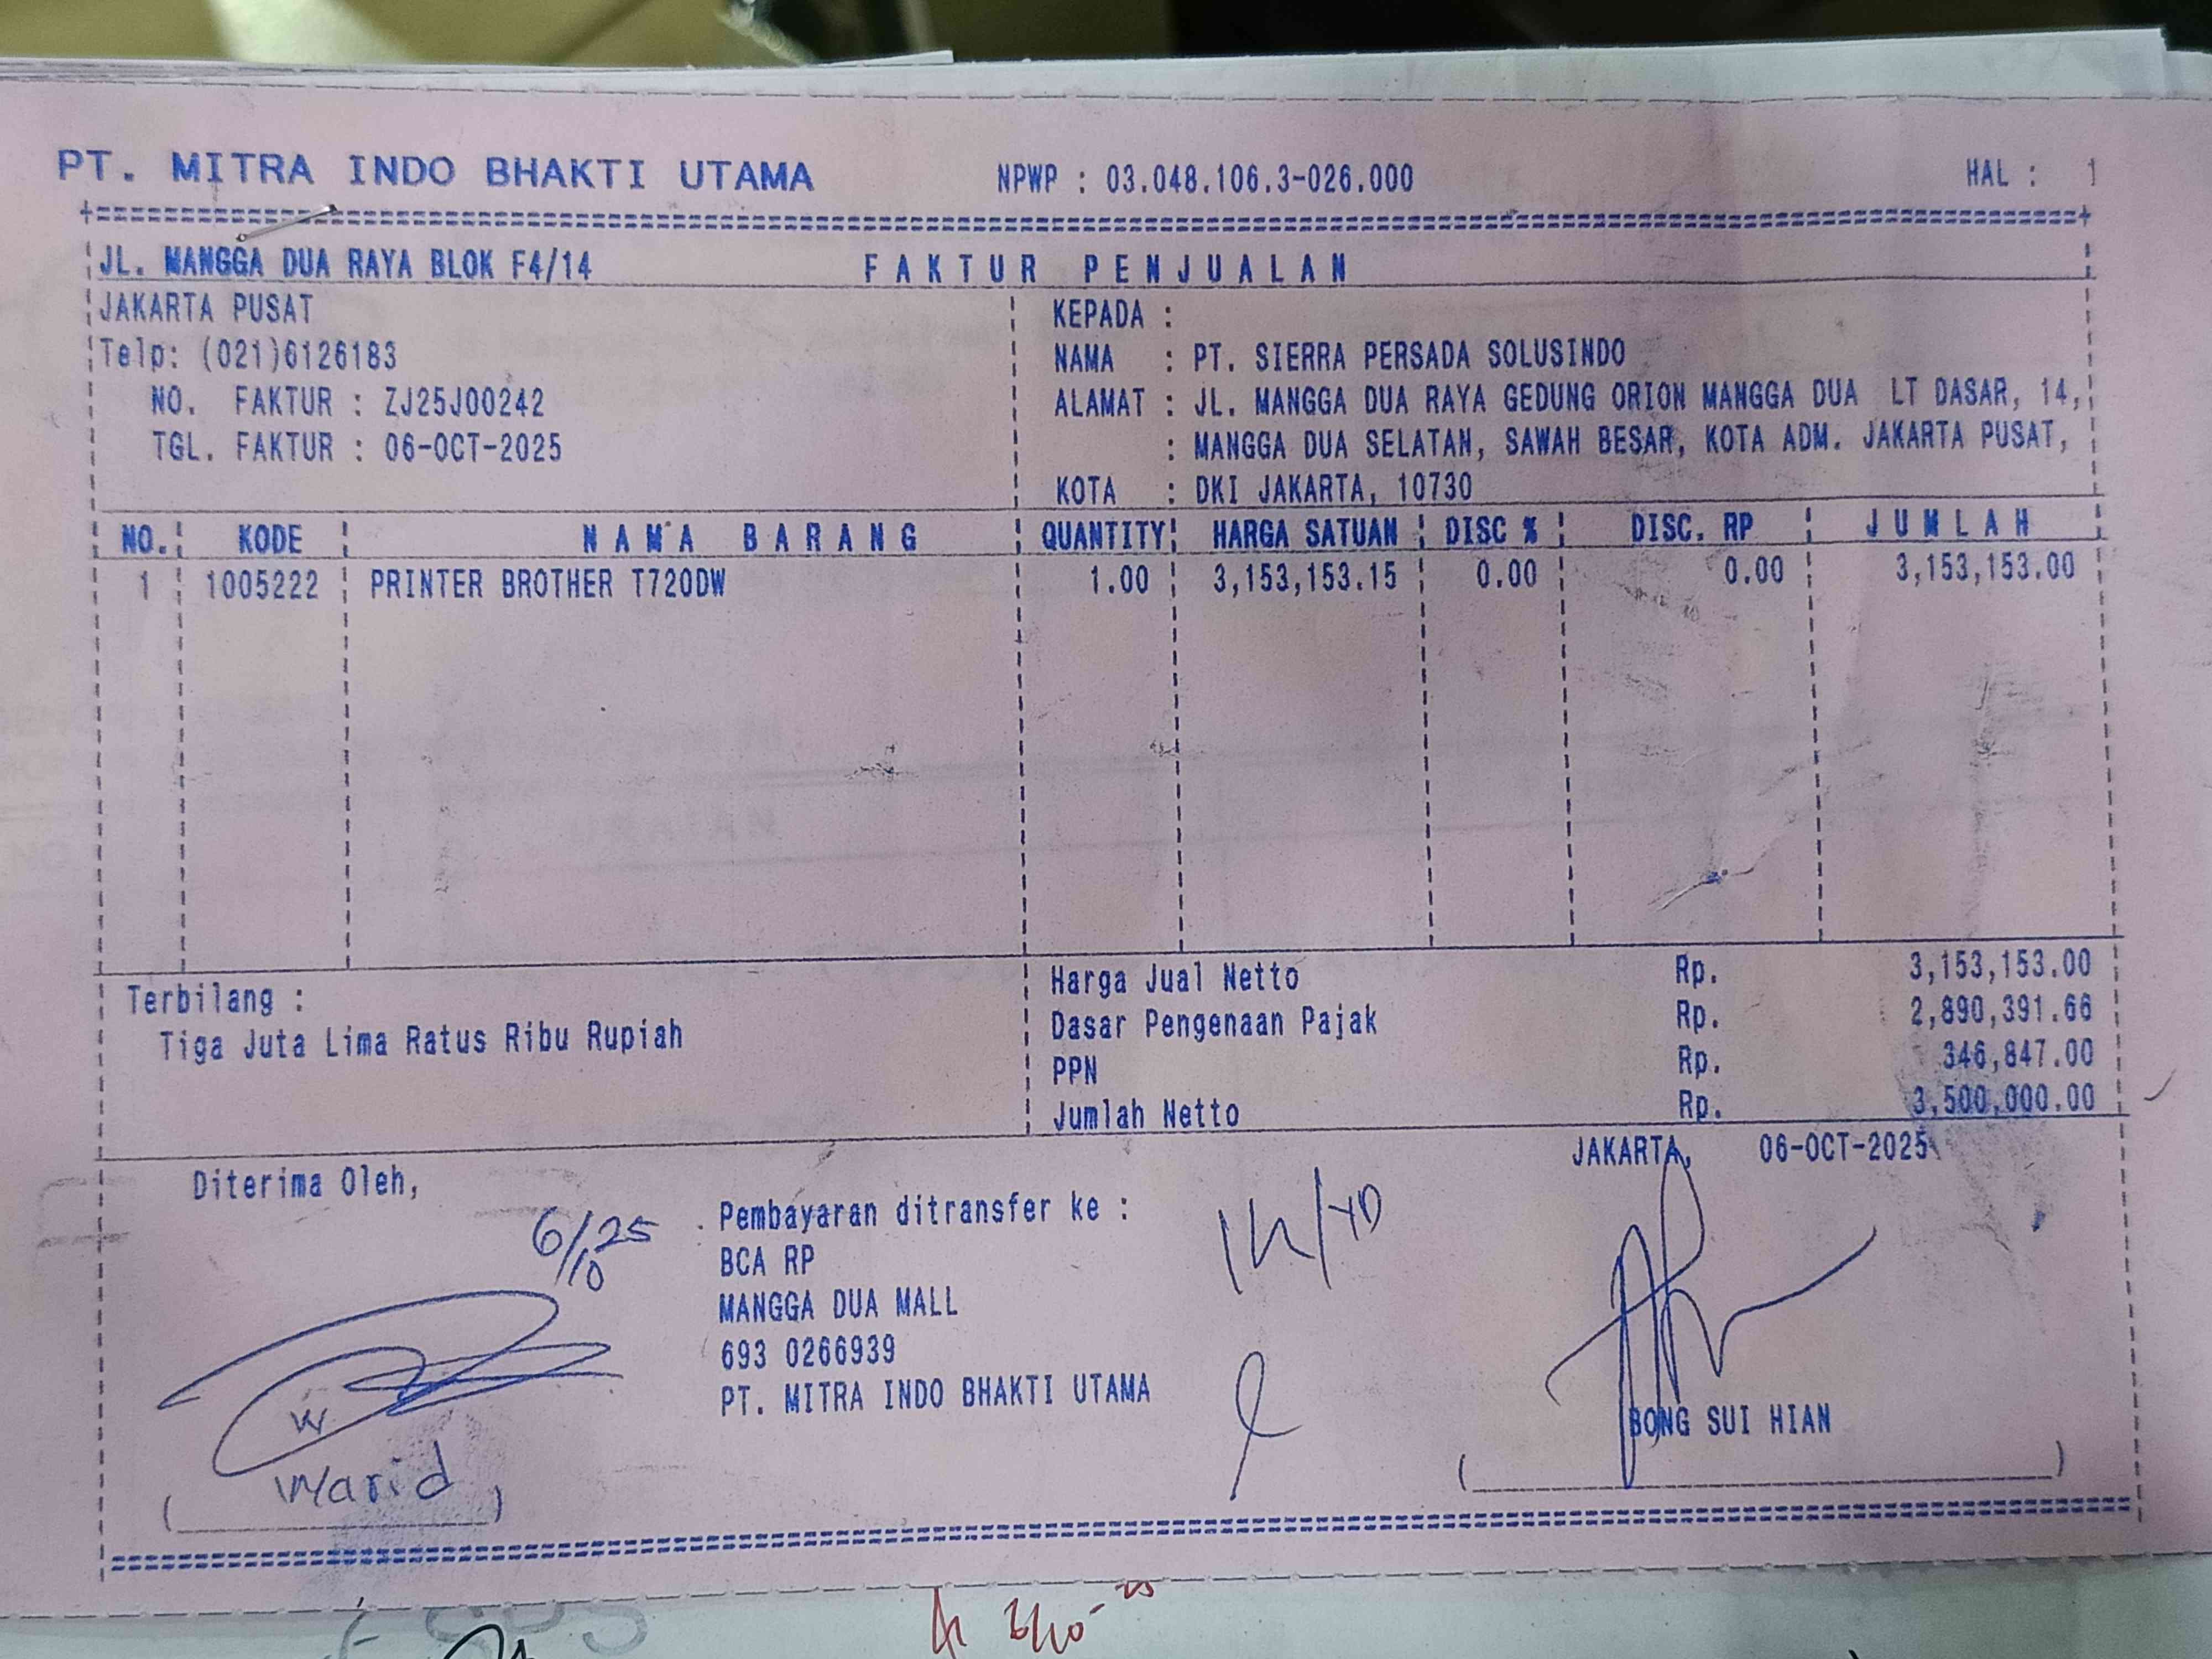 PT. MITRA INDO BHAKTI UTAMA NPWP : 03.048.106.3-026.000 HAL : 1
JL. MANGGA DUA RAYA BLOK F4/14 FAKTUR PENJUALAN
JAKARTA PUSAT
Telp: (021)6126183
NO. FAKTUR : ZJ25J00242
TGL. FAKTUR : 06-OCT-2025
KEPADA :
NAMA : PT. SIERRA PERSADA SOLUSINDO
ALAMAT : JL. MANGGA DUA RAYA GEDUNG ORION MANGGA DUA LT DASAR, 14,
: MANGGA DUA SELATAN, SAWAH BESAR, KOTA ADM. JAKARTA PUSAT,
KOTA : DKI JAKARTA, 10730
NO. KODE NAMA BARANG QUANTITY HARGA SATUAN DISC % DISC. RP JUMLAH
1 1005222 PRINTER BROTHER T720DW 1.00 3,153,153.15 0.00 0.00 3,153,153.00
Terbilang :
Tiga Juta Lima Ratus Ribu Rupiah
Harga Jual Netto Rp. 3,153,153.00
Dasar Pengenaan Pajak Rp. 2,890,391.66
PPN Rp. 346,847.00
Jumlah Netto Rp. 3,500,000.00
JAKARTA, 06-OCT-2025
Diterima Oleh,
6/10 25
Pembayaran ditransfer ke :
BCA RP
MANGGA DUA MALL
693 0266939
PT. MITRA INDO BHAKTI UTAMA
BONG SUI HIAN
W
Warid